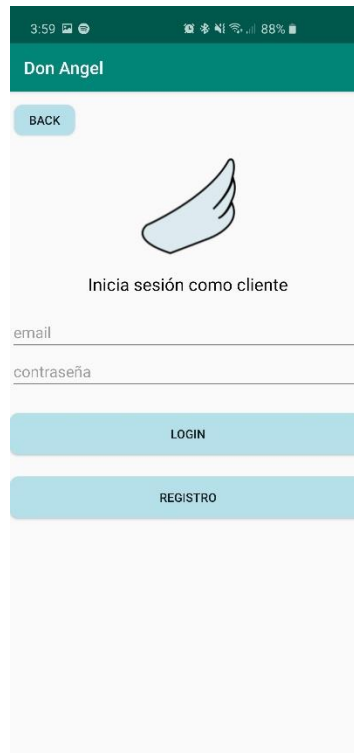 3:59 88%
Don Angel
BACK
Inicia sesión como cliente
email
contraseña
LOGIN
REGISTRO